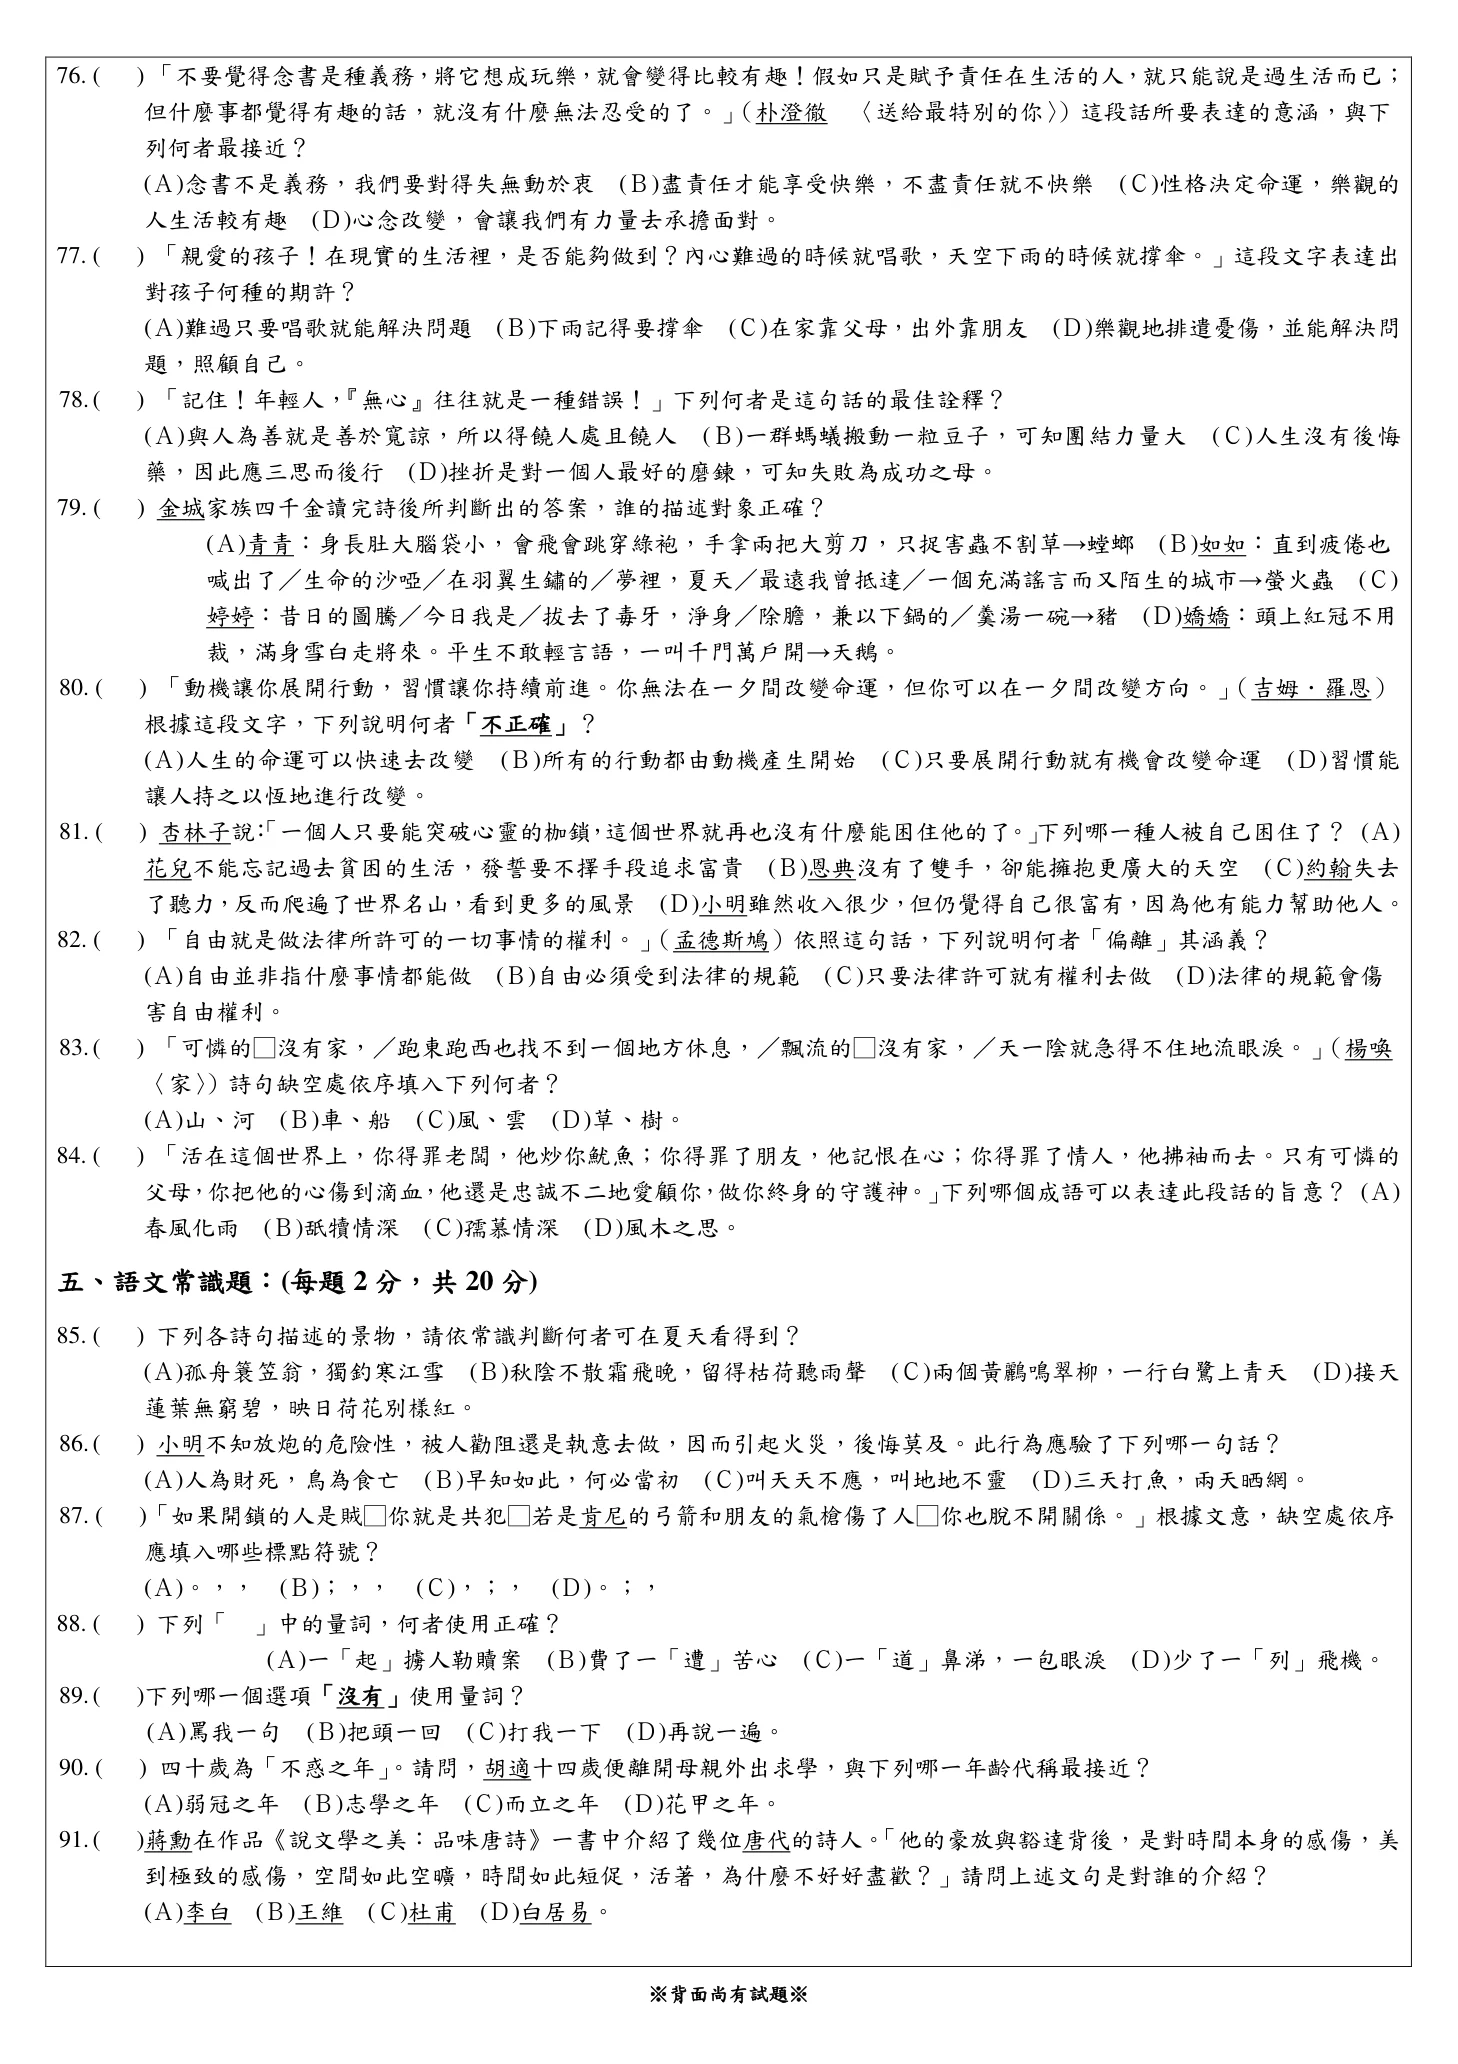 76. (　) 「不要覺得念書是種義務，將它想成玩樂，就會變得比較有趣！假如只是賦予責任在生活的人，就只能說是過生活而已；
但什麼事都覺得有趣的話，就沒有什麼無法忍受的了。」（朴澄徹　〈送給最特別的你〉）這段話所要表達的意涵，與下
列何者最接近？
(A)念書不是義務，我們要對得失無動於衷　(B)盡責任才能享受快樂，不盡責任就不快樂　(C)性格決定命運，樂觀的
人生活較有趣　(D)心念改變，會讓我們有力量去承擔面對。
77. (　) 「親愛的孩子！在現實的生活裡，是否能夠做到？內心難過的時候就唱歌，天空下雨的時候就撐傘。」這段文字表達出
對孩子何種的期許？
(A)難過只要唱歌就能解決問題　(B)下雨記得要撐傘　(C)在家靠父母，出外靠朋友　(D)樂觀地排遣憂傷，並能解決問
題，照顧自己。
78. (　) 「記住！年輕人，『無心』往往就是一種錯誤！」下列何者是這句話的最佳詮釋？
(A)與人為善就是善於寬諒，所以得饒人處且饒人　(B)一群螞蟻搬動一粒豆子，可知團結力量大　(C)人生沒有後悔
藥，因此應三思而後行　(D)挫折是對一個人最好的磨鍊，可知失敗為成功之母。
79. (　) 金城家族四千金讀完詩後所判斷出的答案，誰的描述對象正確？
(A)青青：身長肚大腦袋小，會飛會跳穿綠袍，手拿兩把大剪刀，只捉害蟲不割草→螳螂　(B)如如：直到疲倦也
喊出了／生命的沙啞／在羽翼生鏽的／夢裡，夏天／最遠我曾抵達／一個充滿謠言而又陌生的城市→螢火蟲　(C)
婷婷：昔日的圖騰／今日我是／拔去了毒牙，淨身／除膽，兼以下鍋的／羹湯一碗→豬　(D)嬌嬌：頭上紅冠不用
裁，滿身雪白走將來。平生不敢輕言語，一叫千門萬戶開→天鵝。
80. (　) 「動機讓你展開行動，習慣讓你持續前進。你無法在一夕間改變命運，但你可以在一夕間改變方向。」（吉姆．羅恩）
根據這段文字，下列說明何者「不正確」？
(A)人生的命運可以快速去改變　(B)所有的行動都由動機產生開始　(C)只要展開行動就有機會改變命運　(D)習慣能
讓人持之以恆地進行改變。
81. (　) 杏林子說：「一個人只要能突破心靈的枷鎖，這個世界就再也沒有什麼能困住他的了。」下列哪一種人被自己困住了？ (A)
花兒不能忘記過去貧困的生活，發誓要不擇手段追求富貴　(B)恩典沒有了雙手，卻能擁抱更廣大的天空　(C)約翰失去
了聽力，反而爬遍了世界名山，看到更多的風景　(D)小明雖然收入很少，但仍覺得自己很富有，因為他有能力幫助他人。
82. (　) 「自由就是做法律所許可的一切事情的權利。」（孟德斯鳩）依照這句話，下列說明何者「偏離」其涵義？
(A)自由並非指什麼事情都能做　(B)自由必須受到法律的規範　(C)只要法律許可就有權利去做　(D)法律的規範會傷
害自由權利。
83. (　) 「可憐的□沒有家，／跑東跑西也找不到一個地方休息，／飄流的□沒有家，／天一陰就急得不住地流眼淚。」（楊喚
〈家〉）詩句缺空處依序填入下列何者？
(A)山、河　(B)車、船　(C)風、雲　(D)草、樹。
84. (　) 「活在這個世界上，你得罪老闆，他炒你魷魚；你得罪了朋友，他記恨在心；你得罪了情人，他拂袖而去。只有可憐的
父母，你把他的心傷到滴血，他還是忠誠不二地愛顧你，做你終身的守護神。」下列哪個成語可以表達此段話的旨意？ (A)
春風化雨　(B)舐犢情深　(C)孺慕情深　(D)風木之思。
五、語文常識題：(每題 2 分，共 20 分)
85. (　) 下列各詩句描述的景物，請依常識判斷何者可在夏天看得到？
(A)孤舟簑笠翁，獨釣寒江雪　(B)秋陰不散霜飛晚，留得枯荷聽雨聲　(C)兩個黃鸝鳴翠柳，一行白鷺上青天　(D)接天
蓮葉無窮碧，映日荷花別樣紅。
86. (　) 小明不知放炮的危險性，被人勸阻還是執意去做，因而引起火災，後悔莫及。此行為應驗了下列哪一句話？
(A)人為財死，鳥為食亡　(B)早知如此，何必當初　(C)叫天天不應，叫地地不靈　(D)三天打魚，兩天晒網。
87. (　)「如果開鎖的人是賊□你就是共犯□若是肯尼的弓箭和朋友的氣槍傷了人□你也脫不開關係。」根據文意，缺空處依序
應填入哪些標點符號？
(A)。，，　(B)；，，　(C)，；，　(D)。；，
88. (　) 下列「　」中的量詞，何者使用正確？
(A)一「起」擄人勒贖案　(B)費了一「遭」苦心　(C)一「道」鼻涕，一包眼淚　(D)少了一「列」飛機。
89. (　)下列哪一個選項「沒有」使用量詞？
(A)罵我一句　(B)把頭一回　(C)打我一下　(D)再說一遍。
90. (　) 四十歲為「不惑之年」。請問，胡適十四歲便離開母親外出求學，與下列哪一年齡代稱最接近？
(A)弱冠之年　(B)志學之年　(C)而立之年　(D)花甲之年。
91. (　)蔣勳在作品《說文學之美：品味唐詩》一書中介紹了幾位唐代的詩人。「他的豪放與豁達背後，是對時間本身的感傷，美
到極致的感傷，空間如此空曠，時間如此短促，活著，為什麼不好好盡歡？」請問上述文句是對誰的介紹？
(A)李白　(B)王維　(C)杜甫　(D)白居易。
※背面尚有試題※